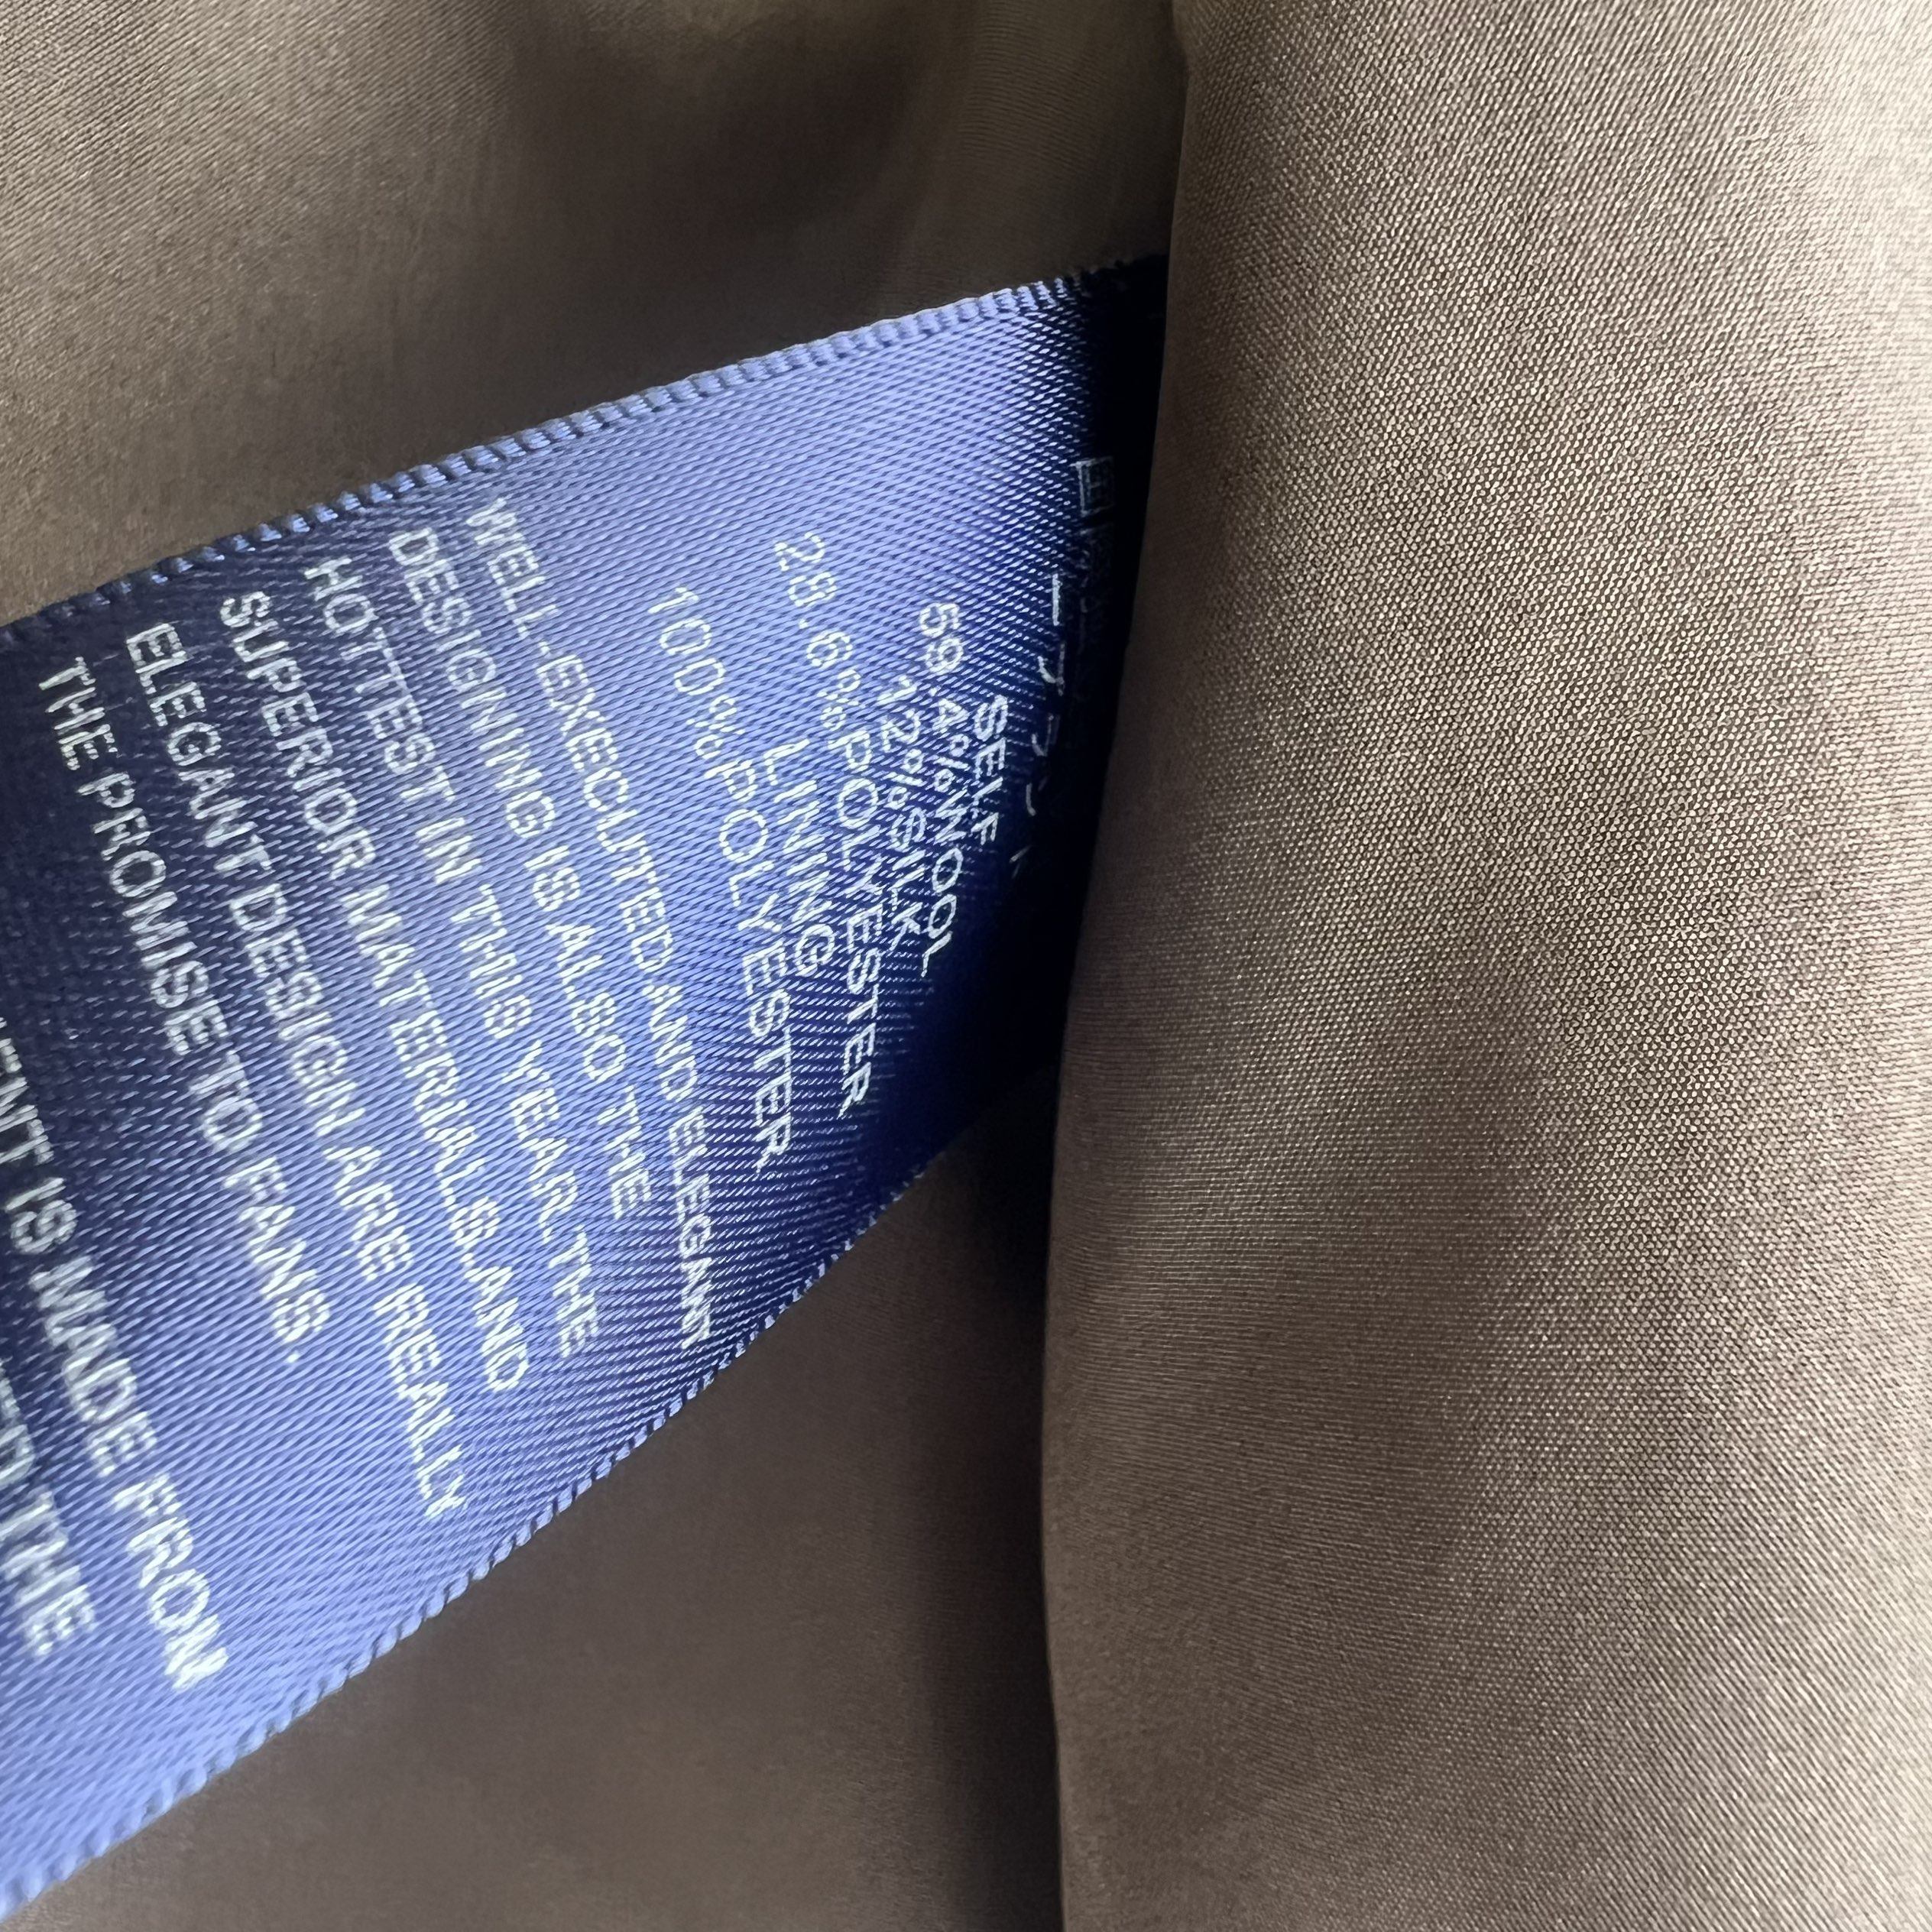 SELF
59.4%WOOL
12%SILK
28.6%POLYESTER
LINING
100%POLYESTER
WELL-EXECUTED AND ELEGANT
DESIGNING IS ALSO THE
HOTTEST IN THIS YEAR.THE
SUPERIOR MATERIALS AND
ELEGANT DESIGN ARE REALLY
THE PROMISE TO FANS.
IS MADE FRON
THE